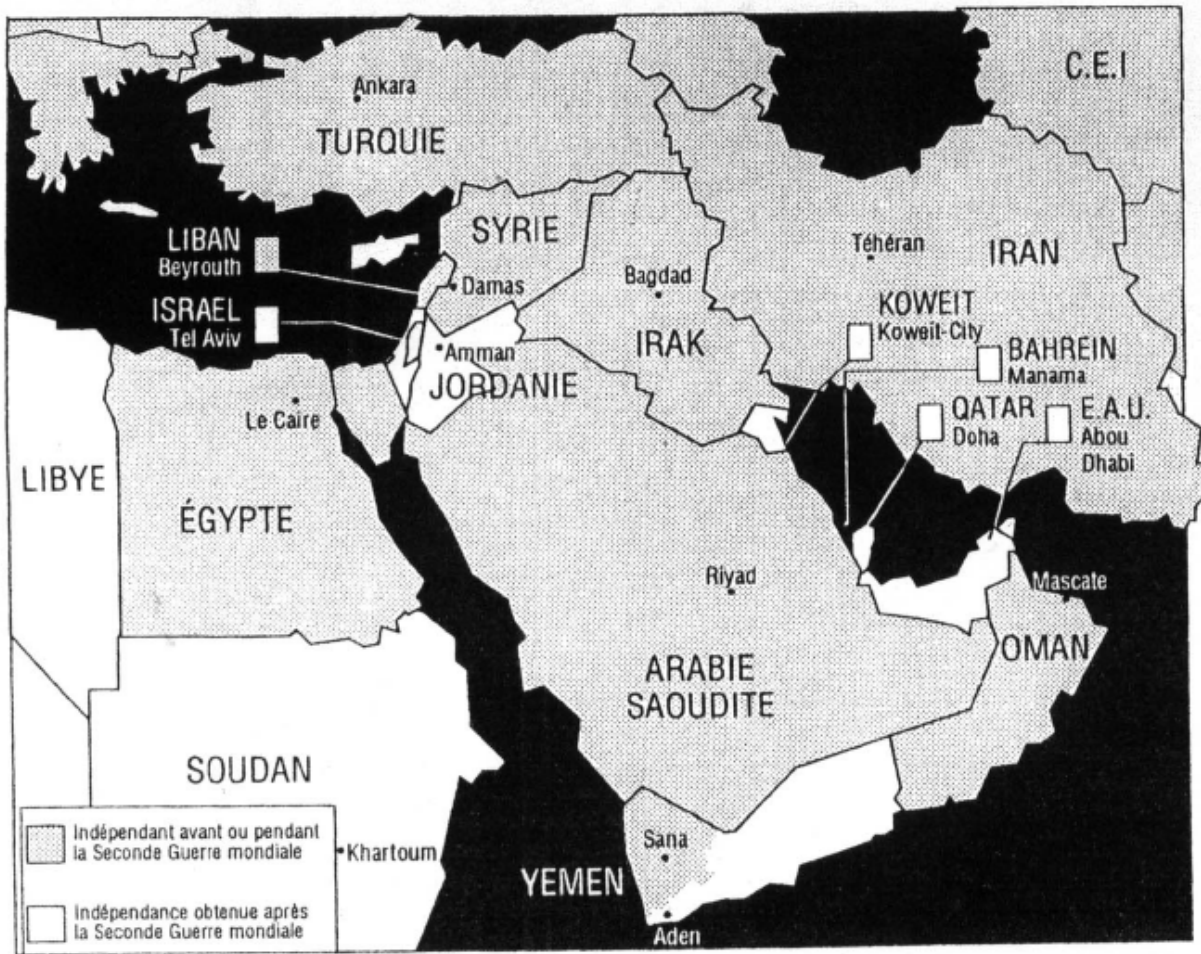 C.E.I
Ankara
TURQUIE
SYRIE
LIBAN
Beyrouth
Damas
Téhéran
IRAN
Bagdad
ISRAEL
Tel Aviv
KOWEIT
Koweit-City
IRAK
Amman
JORDANIE
BAHREIN
Manama
Le Caire
QATAR
Doha
E.A.U.
Abou
Dhabi
LIBYE
ÉGYPTE
Riyad
Mascate
OMAN
ARABIE
SAOUDITE
SOUDAN
Khartoum
Sana
YEMEN
Aden
Indépendant avant ou pendant
la Seconde Guerre mondiale
Indépendance obtenue après
la Seconde Guerre mondiale